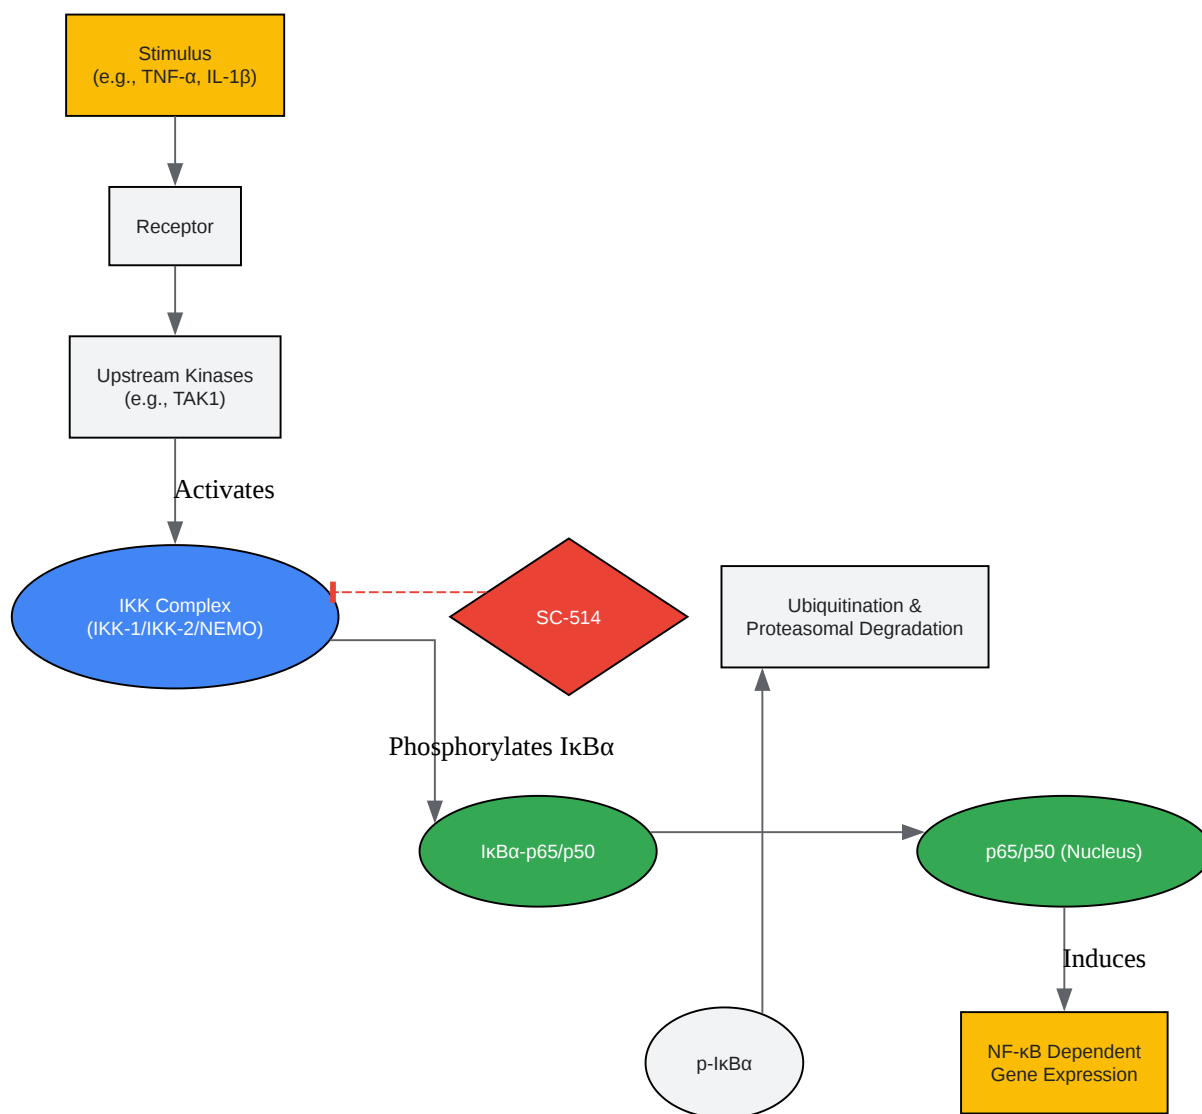 Stimulus
(e.g., TNF-α, IL-1β)
Receptor
Upstream Kinases
(e.g., TAK1)
Activates
IKK Complex
(IKK-1/IKK-2/NEMO)
SC-514
Ubiquitination &
Proteasomal Degradation
Phosphorylates IκBα
IκBα-p65/p50
p65/p50 (Nucleus)
Induces
p-IκBα
NF-κB Dependent
Gene Expression